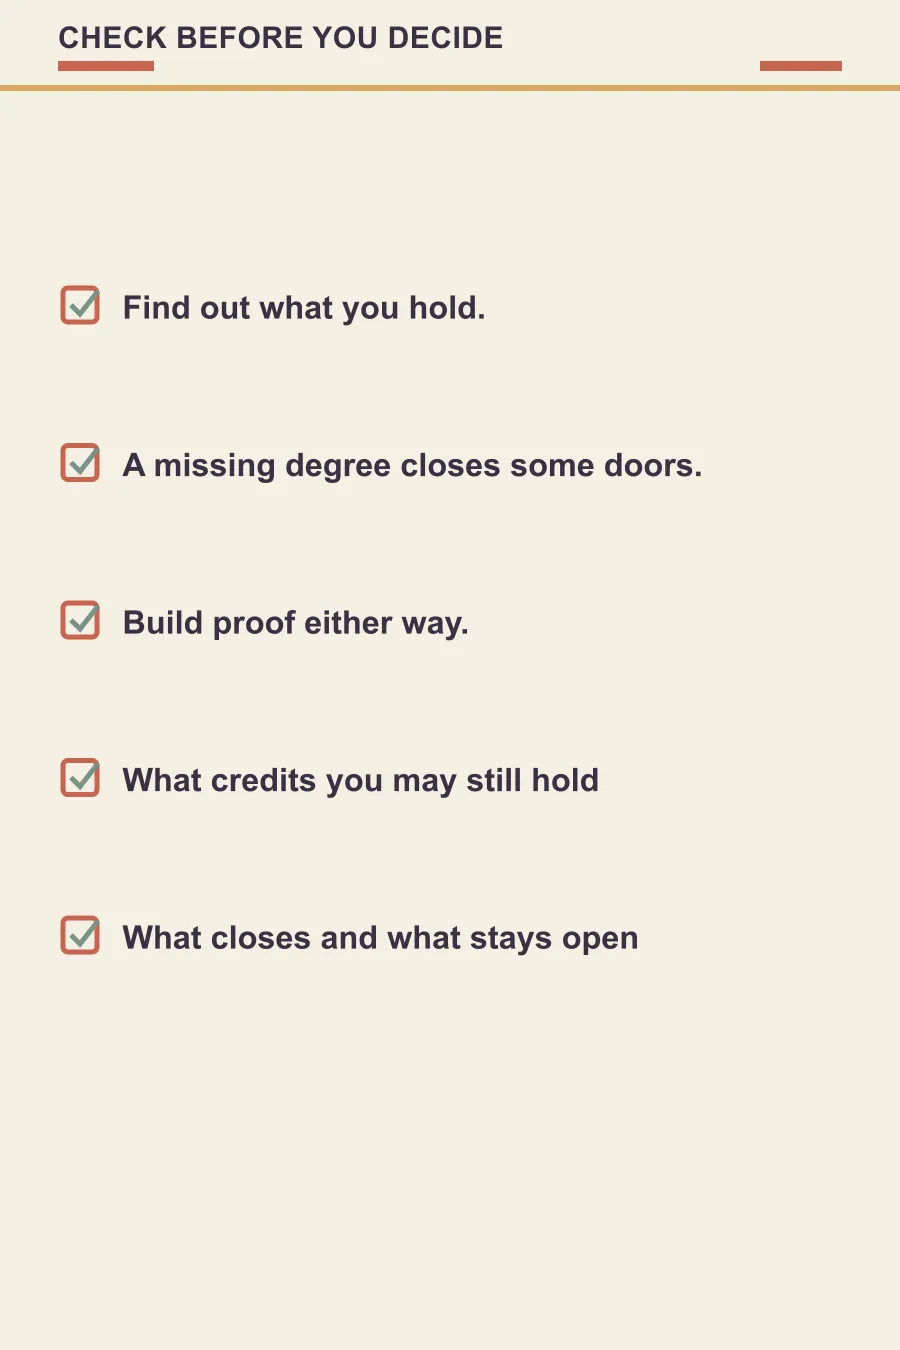 CHECK BEFORE YOU DECIDE
Find out what you hold.
A missing degree closes some doors.
Build proof either way.
What credits you may still hold
What closes and what stays open